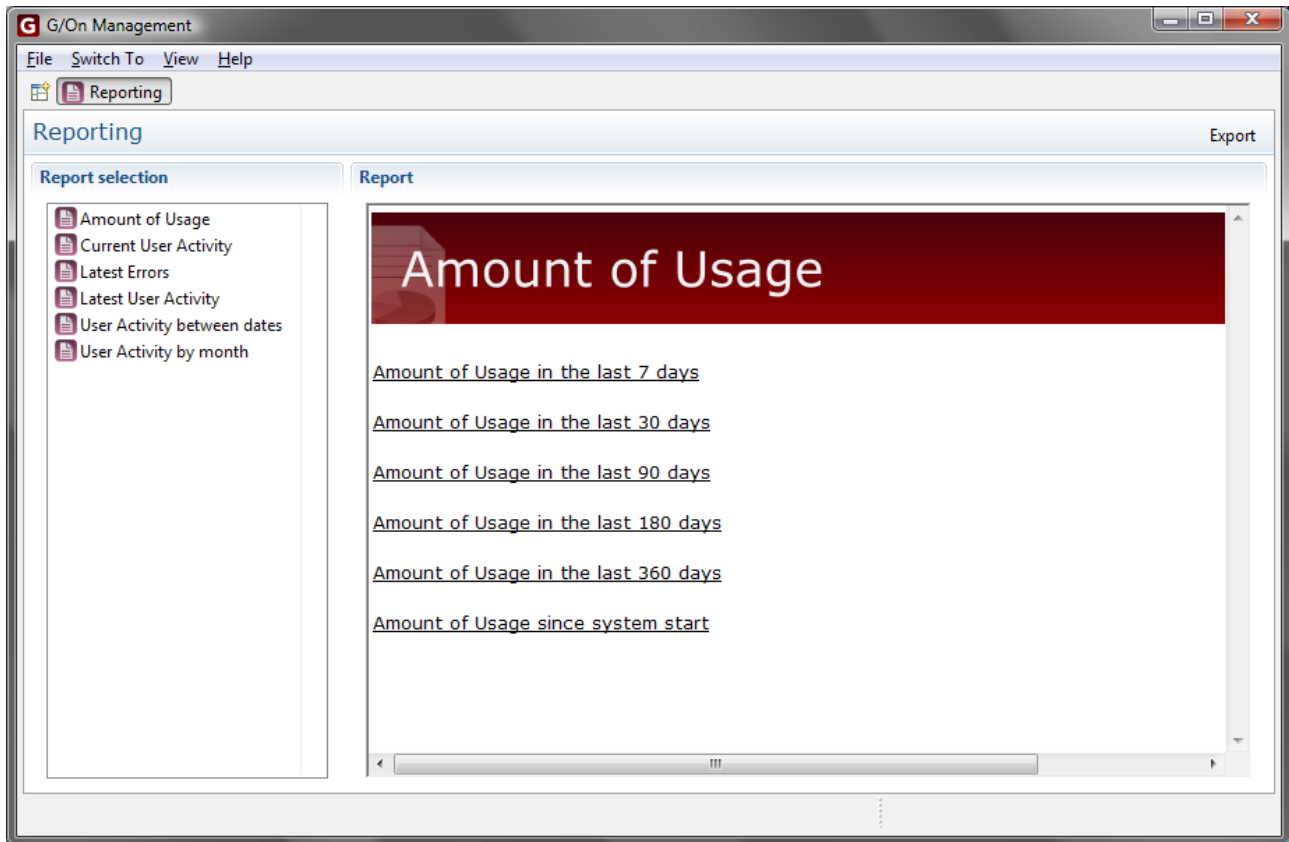 G G/On Management
File Switch To View Help
Reporting
Reporting
Export
Report selection
Report
Amount of Usage
Current User Activity
Latest Errors
Latest User Activity
User Activity between dates
User Activity by month
Amount of Usage
Amount of Usage in the last 7 days
Amount of Usage in the last 30 days
Amount of Usage in the last 90 days
Amount of Usage in the last 180 days
Amount of Usage in the last 360 days
Amount of Usage since system start